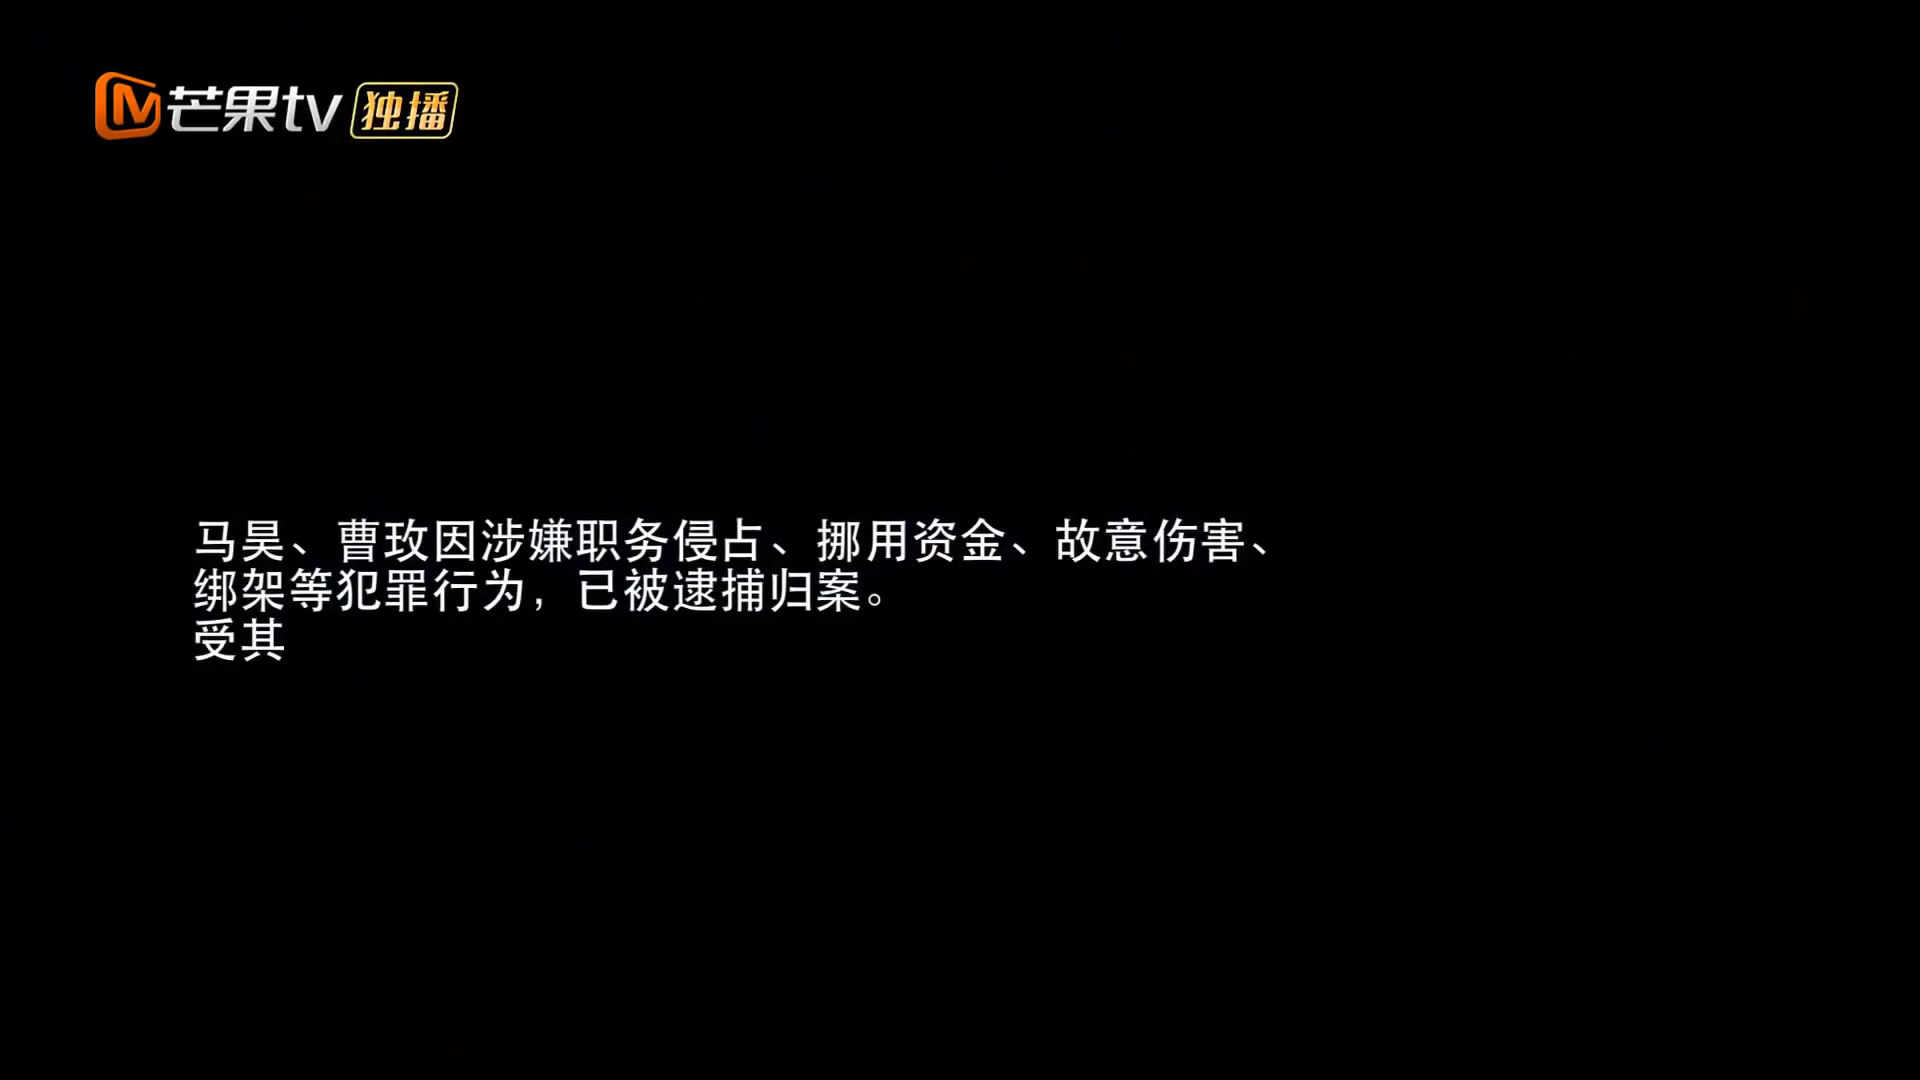 芒果tv 独播
马昊、曹玫因涉嫌职务侵占、挪用资金、故意伤害、
绑架等犯罪行为，已被逮捕归案。
受其